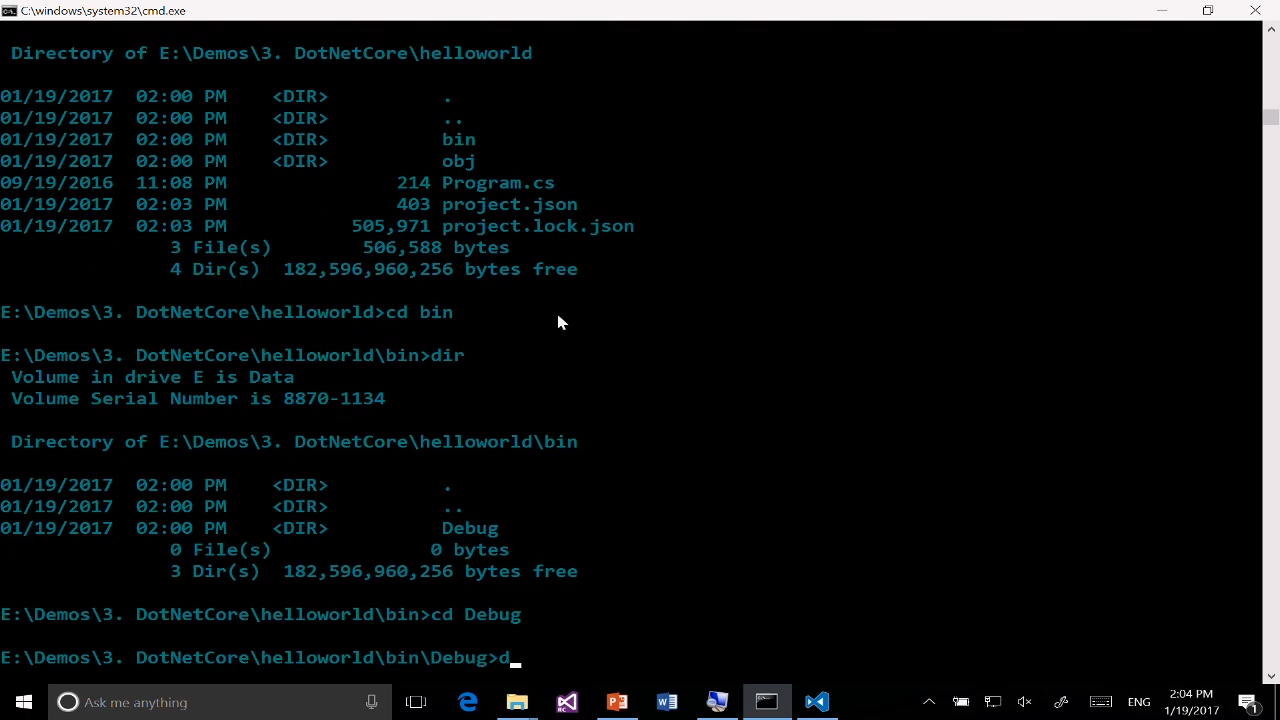 C:\windows\system32\cmd.exe
Directory of E:\Demos\3. DotNetCore\helloworld
01/19/2017 02:00 PM <DIR> .
01/19/2017 02:00 PM <DIR> ..
01/19/2017 02:00 PM <DIR> bin
01/19/2017 02:00 PM <DIR> obj
09/19/2016 11:08 PM 214 Program.cs
01/19/2017 02:03 PM 403 project.json
01/19/2017 02:03 PM 505,971 project.lock.json
3 File(s) 506,588 bytes
4 Dir(s) 182,596,960,256 bytes free
E:\Demos\3. DotNetCore\helloworld>cd bin
E:\Demos\3. DotNetCore\helloworld\bin>dir
Volume in drive E is Data
Volume Serial Number is 8870-1134
Directory of E:\Demos\3. DotNetCore\helloworld\bin
01/19/2017 02:00 PM <DIR> .
01/19/2017 02:00 PM <DIR> ..
01/19/2017 02:00 PM <DIR> Debug
0 File(s) 0 bytes
3 Dir(s) 182,596,960,256 bytes free
E:\Demos\3. DotNetCore\helloworld\bin>cd Debug
E:\Demos\3. DotNetCore\helloworld\bin\Debug>d_
Ask me anything
ENG
2:04 PM
1/19/2017
1